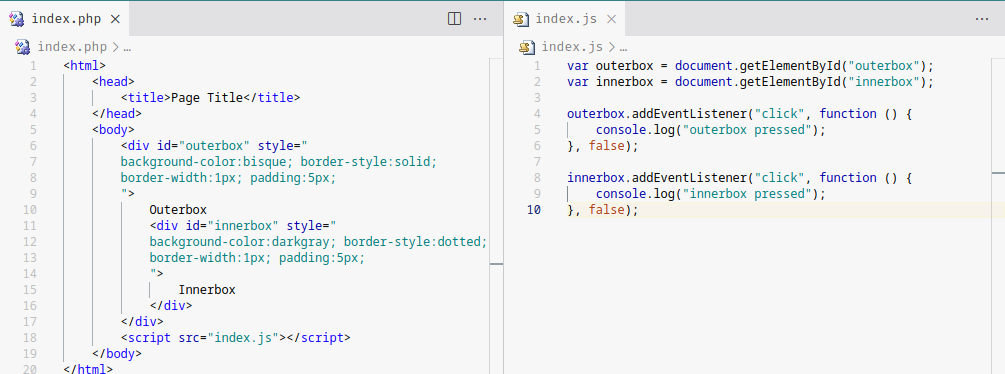 index.php ×
index.php > ...
1 <html>
2 <head>
3 <title>Page Title</title>
4 </head>
5 <body>
6 <div id="outerbox" style="
7 background-color:bisque; border-style:solid;
8 border-width:1px; padding:5px;
9 ">
10 Outerbox
11 <div id="innerbox" style="
12 background-color:darkgray; border-style:dotted;
13 border-width:1px; padding:5px;
14 ">
15 Innerbox
16 </div>
17 </div>
18 <script src="index.js"></script>
19 </body>
20 </html>
index.js ×
index.js > ...
1 var outerbox = document.getElementById("outerbox");
2 var innerbox = document.getElementById("innerbox");
3
4 outerbox.addEventListener("click", function () {
5 console.log("outerbox pressed");
6 }, false);
7
8 innerbox.addEventListener("click", function () {
9 console.log("innerbox pressed");
10 }, false);